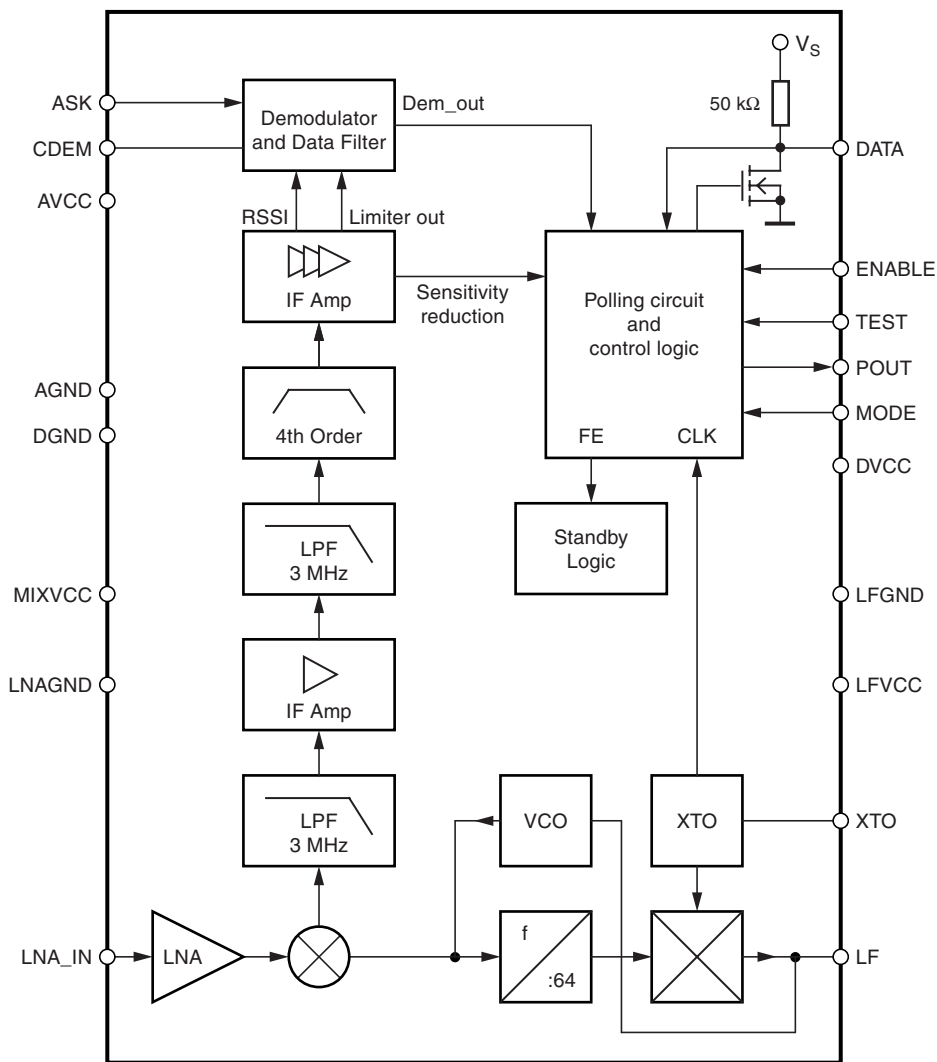 V_S
50 kΩ
ASK
CDEM
AVCC
AGND
DGND
MIXVCC
LNAGND
LNA_IN
Demodulator
and Data Filter
Dem_out
RSSI
Limiter out
IF Amp
Sensitivity
reduction
4th Order
LPF
3 MHz
IF Amp
LPF
3 MHz
LNA
Polling circuit
and
control logic
FE
CLK
Standby
Logic
VCO
XTO
f
:64
DATA
ENABLE
TEST
POUT
MODE
DVCC
LFGND
LFVCC
XTO
LF